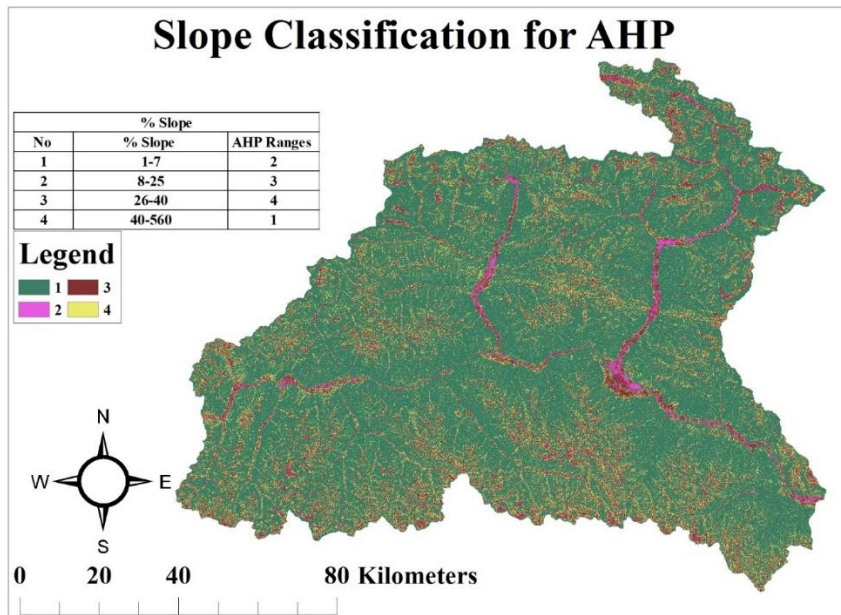 Slope Classification for AHP
% Slope
No % Slope AHP Ranges
1 1-7 2
2 8-25 3
3 26-40 4
4 40-560 1
Legend
1 3
2 4
N
W E
S
0 20 40 80 Kilometers